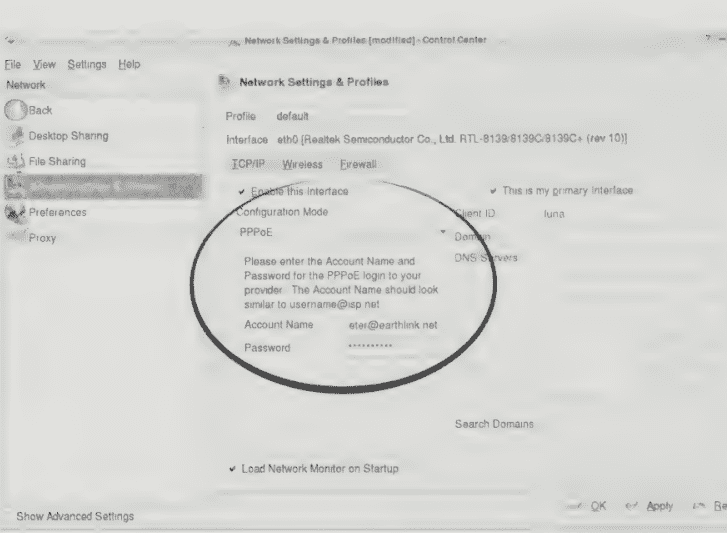 Network Settings & Profiles [modified] - Control Center
File View Settings Help
Network
Back
Desktop Sharing
File Sharing
Preferences
Proxy
Network Settings & Profiles
Profile default
Interface eth0 [Realtek Semiconductor Co., Ltd. RTL-8139/8139C/8139C+ (rev 10)]
TCP/IP Wireless Firewall
Enable this Interface
This is my primary Interface
Configuration Mode
PPPoE
Please enter the Account Name and
Password for the PPPoE login to your
provider. The Account Name should look
similar to username@isp.net
Account Name eter@earthlink.net
Password **********
Client ID luna
Domain
DNS Servers
Search Domains
Load Network Monitor on Startup
Show Advanced Settings
OK Apply Re